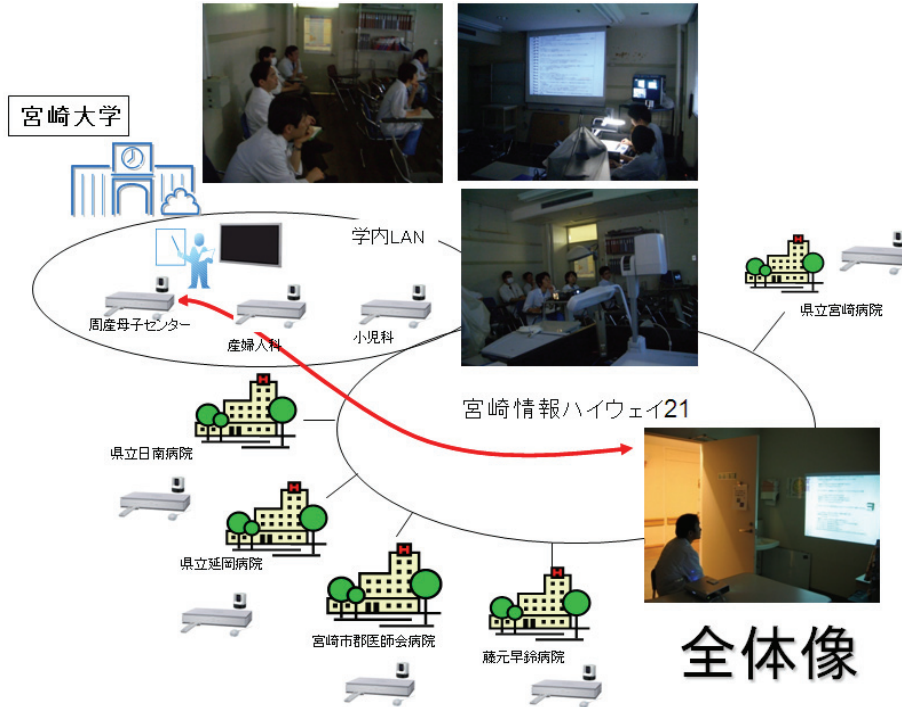 宮崎大学
学内LAN
周産母子センター
産婦人科
小児科
県立宮崎病院
宮崎情報ハイウェイ21
県立日南病院
県立延岡病院
宮崎市郡医師会病院
藤元早鈴病院
全体像
H
H
H
H
H